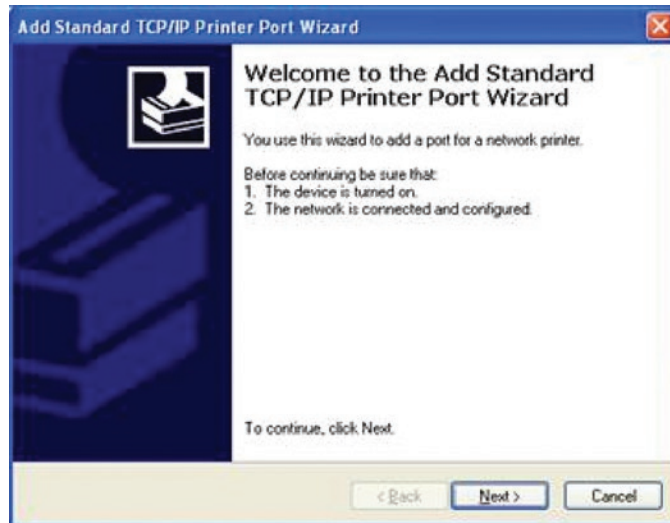 Add Standard TCP/IP Printer Port Wizard
Welcome to the Add Standard
TCP/IP Printer Port Wizard
You use this wizard to add a port for a network printer.
Before continuing be sure that:
1. The device is turned on.
2. The network is connected and configured.
To continue, click Next.
< Back Next > Cancel